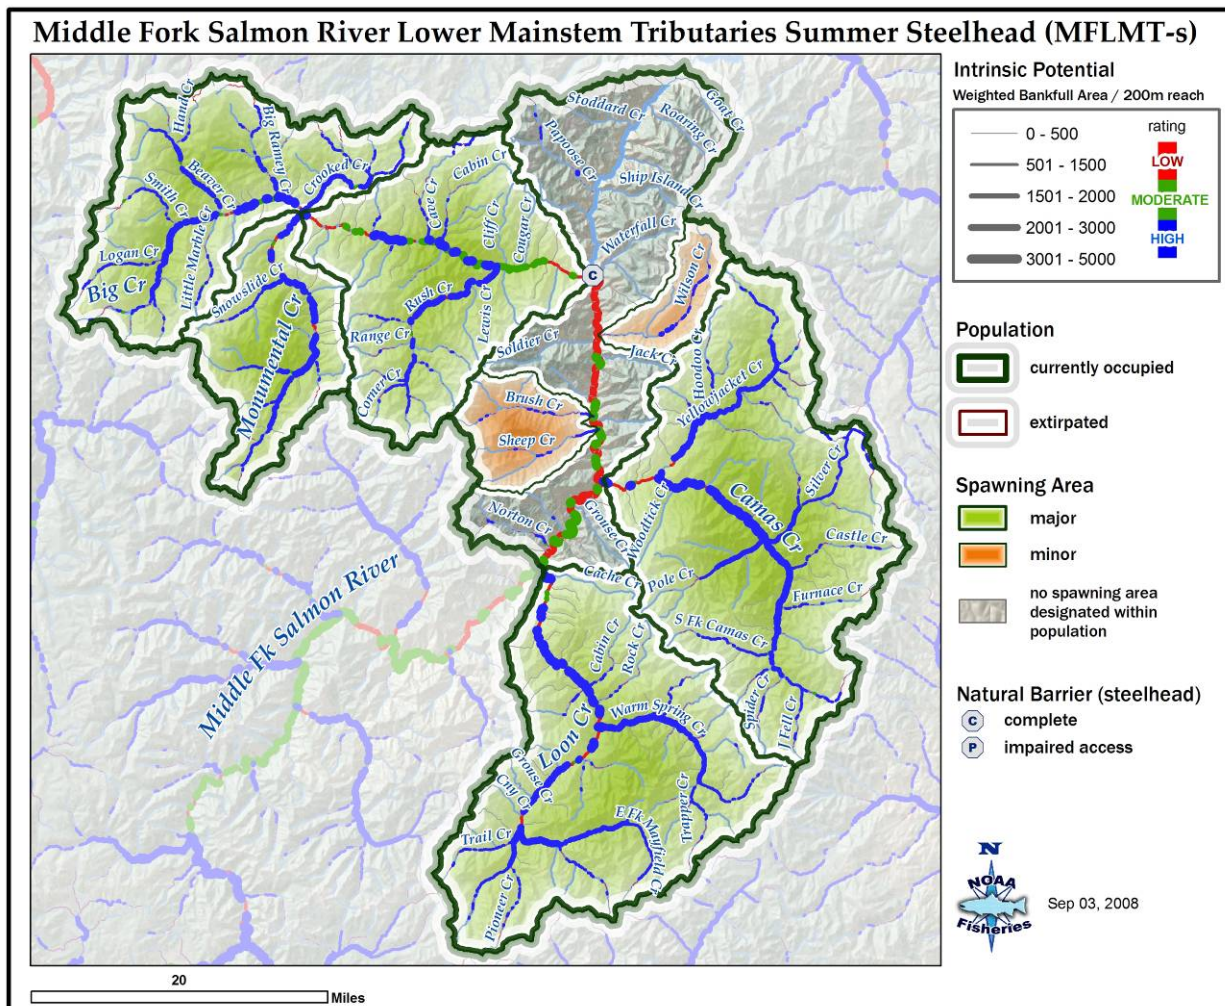 Middle Fork Salmon River Lower Mainstem Tributaries Summer Steelhead (MFLMT-s)
Hand Cr
Big Ramey Cr
Beaver Cr
Crooked Cr
Smith Cr
Logan Cr
Big Cr
Little Marble Cr
Snowslide Cr
Monumental Cr
Cabin Cr
Cave Cr
Cliff Cr
Cougar Cr
Rush Cr
Lewis Cr
Range Cr
Corner Cr
Stoddard Cr
Papoose Cr
Roaring Cr
Goat Cr
Ship Island Cr
Waterfall Cr
C
Wilson Cr
Soldier Cr
Jack Cr
Hoodoo Cr
Yellowjacket Cr
Brush Cr
Sheep Cr
Norton Cr
Grouse Cr
Woodtick Cr
Camas Cr
Silver Cr
Castle Cr
Furnace Cr
Pole Cr
Cache Cr
S Fk Camas Cr
Spider Cr
J Fell Cr
Middle Fk Salmon River
Cabin Cr
Rock Cr
Loon Cr
Warm Spring Cr
Grouse Cr
Cny Cr
Trapper Cr
Trail Cr
E Fk Mayfield Cr
Pioneer Cr
20
Miles
Intrinsic Potential
Weighted Bankfull Area / 200m reach
0 - 500
501 - 1500
1501 - 2000
2001 - 3000
3001 - 5000
rating
LOW
MODERATE
HIGH
Population
currently occupied
extirpated
Spawning Area
major
minor
no spawning area
designated within
population
Natural Barrier (steelhead)
C complete
P impaired access
N
NOAA
Fisheries
Sep 03, 2008